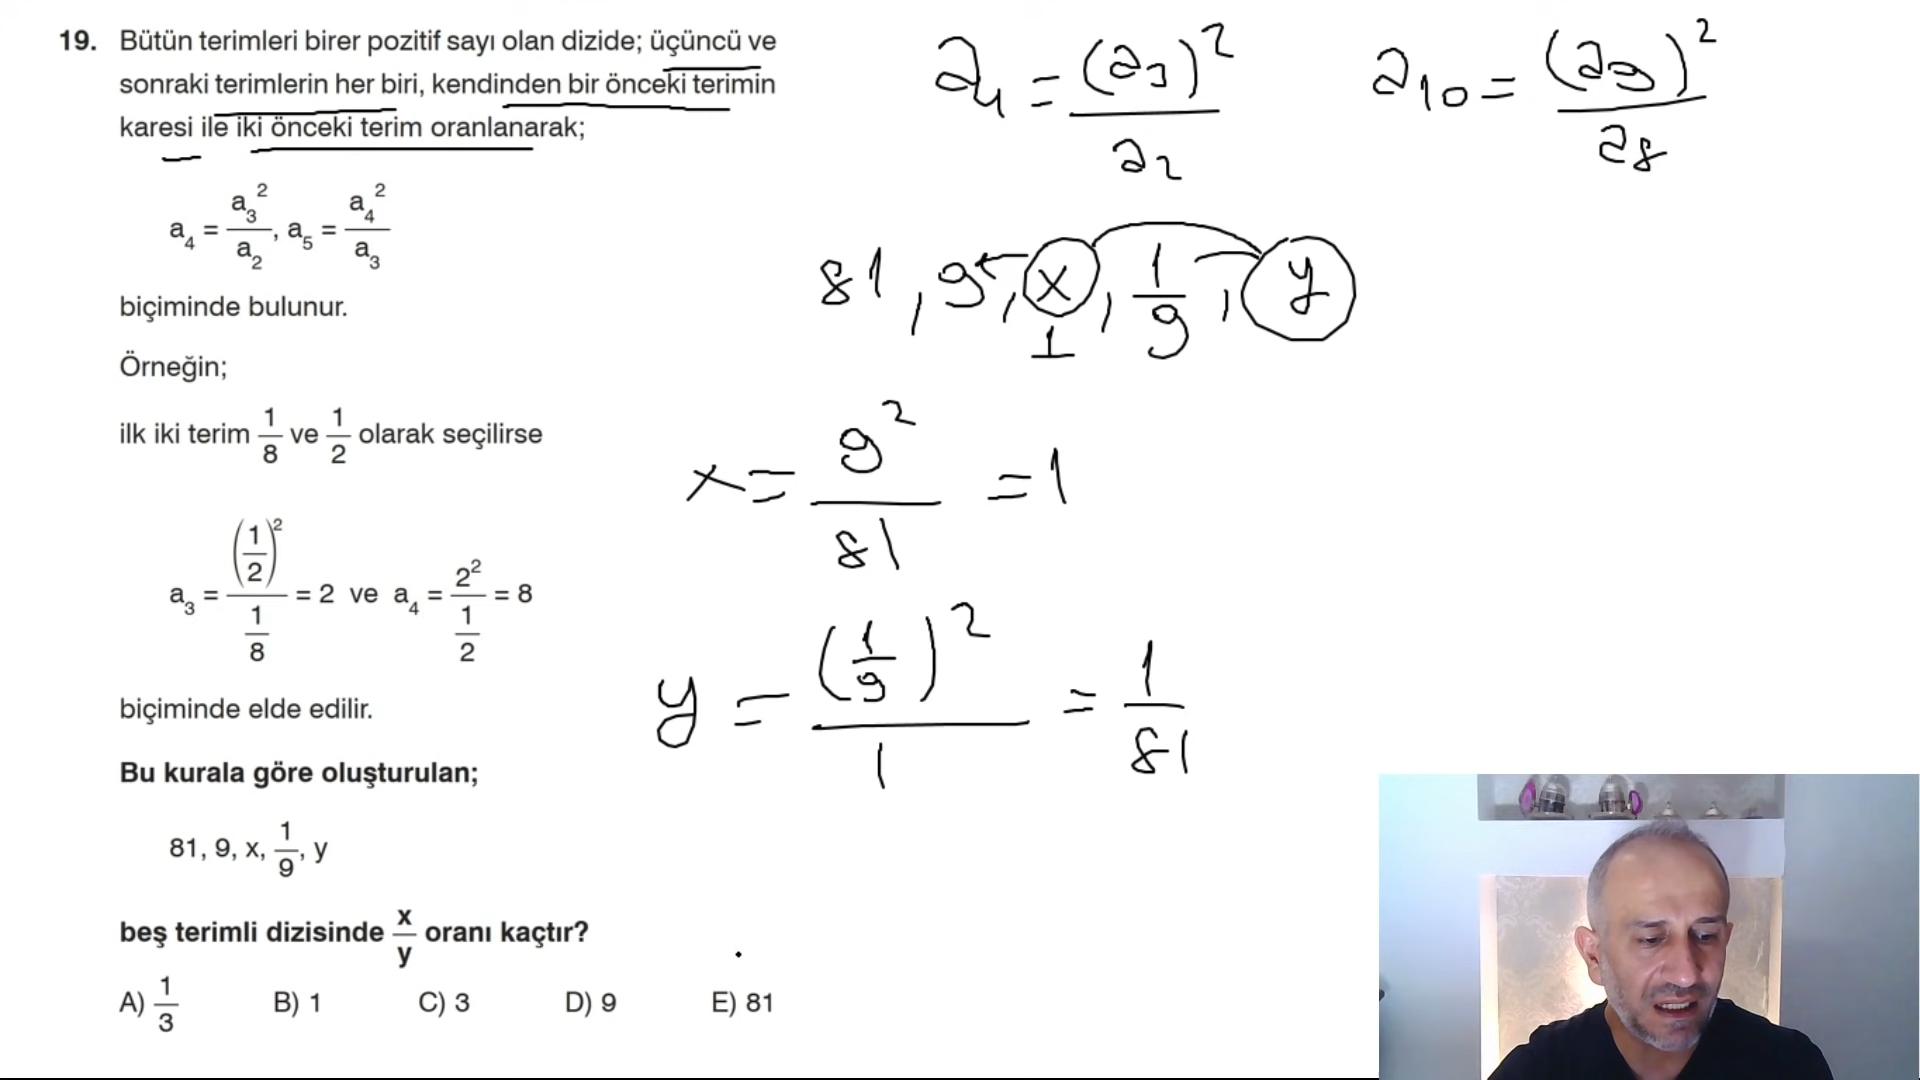 19. Bütün terimleri birer pozitif sayı olan dizide; üçüncü ve
sonraki terimlerin her biri, kendinden bir önceki terimin
karesi ile iki önceki terim oranlanarak;
a₄ = a₃²/a₂, a₅ = a₄²/a₃
biçiminde bulunur.
Örneğin;
ilk iki terim 1/8 ve 1/2 olarak seçilirse
a₃ = (1/2)²/(1/8) = 2 ve a₄ = 2²/(1/2) = 8
biçiminde elde edilir.
Bu kurala göre oluşturulan;
81, 9, x, 1/9, y
beş terimli dizisinde x/y oranı kaçtır?
A) 1/3 B) 1 C) 3 D) 9 E) 81
a₄ = (a₃)²/a₂
a₁₀ = (a₉)²/a₈
81, 9, x, 1/9, y
1
x = 9²/81 = 1
y = (1/9)²/1 = 1/81